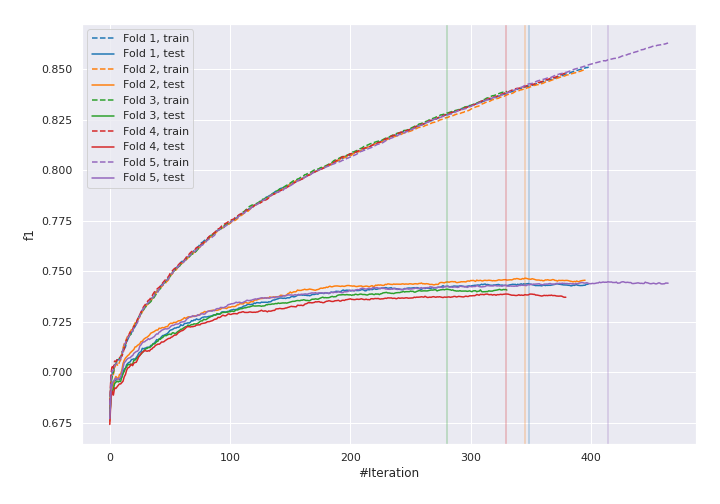 Fold 1, train
Fold 1, test
Fold 2, train
Fold 2, test
Fold 3, train
Fold 3, test
Fold 4, train
Fold 4, test
Fold 5, train
Fold 5, test
0.850
0.825
0.800
0.775
0.750
0.725
0.700
0.675
f1
0 100 200 300 400
#Iteration